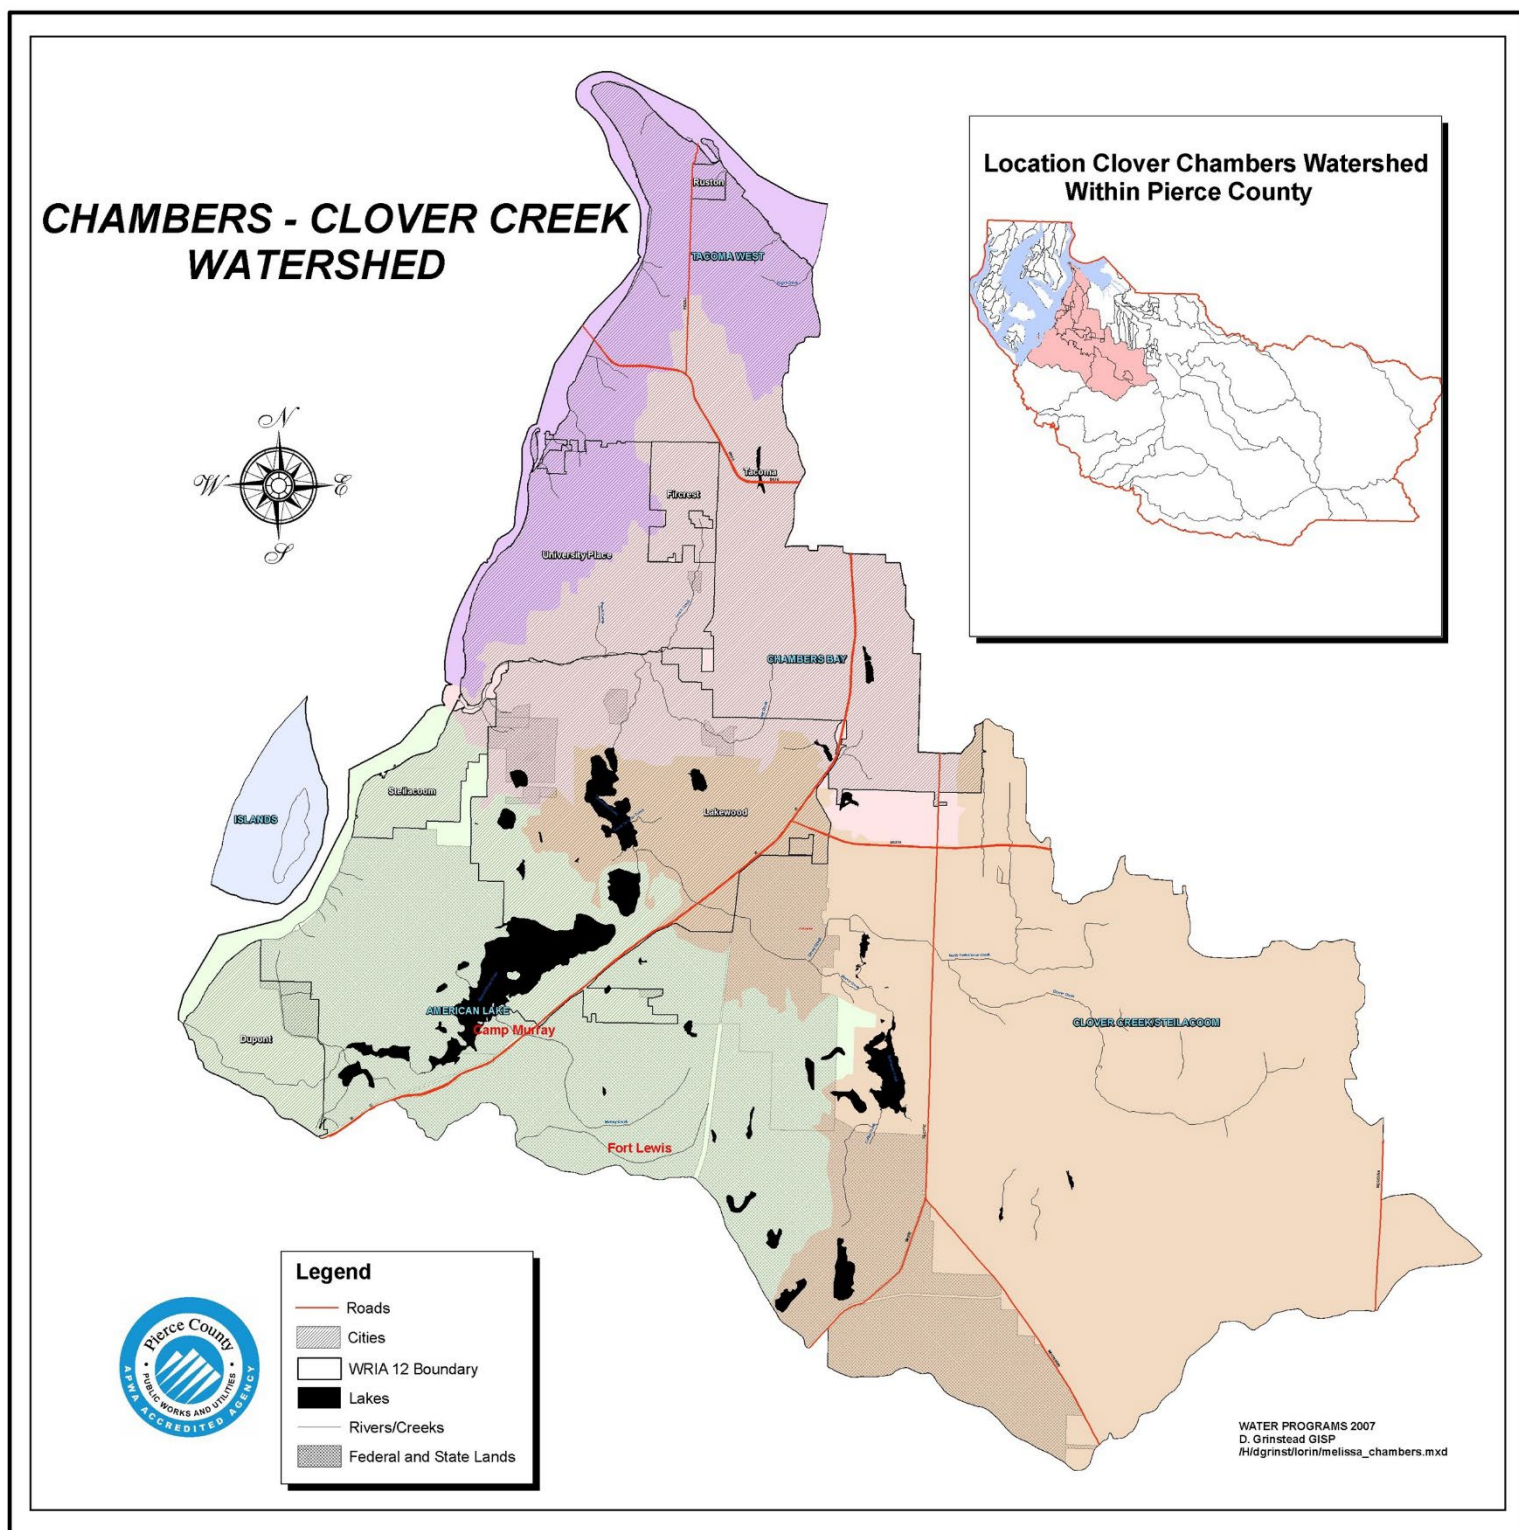 CHAMBERS - CLOVER CREEK
WATERSHED
Location Clover Chambers Watershed
Within Pierce County
Ruston
TACOMA WEST
N
W
E
S
Tacoma
Fircrest
University Place
CHAMBERS BAY
Steilacoom
ISLANDS
Lakewood
AMERICAN LAKE
Camp Murray
Dupont
CLOVER CREEK/STEILACOOM
Fort Lewis
Legend
Roads
Cities
WRIA 12 Boundary
Lakes
Rivers/Creeks
Federal and State Lands
Pierce County
PUBLIC WORKS AND UTILITIES
APWA ACCREDITED AGENCY
WATER PROGRAMS 2007
D. Grinstead GISP
/H/dgrinst/lorin/melissa_chambers.mxd